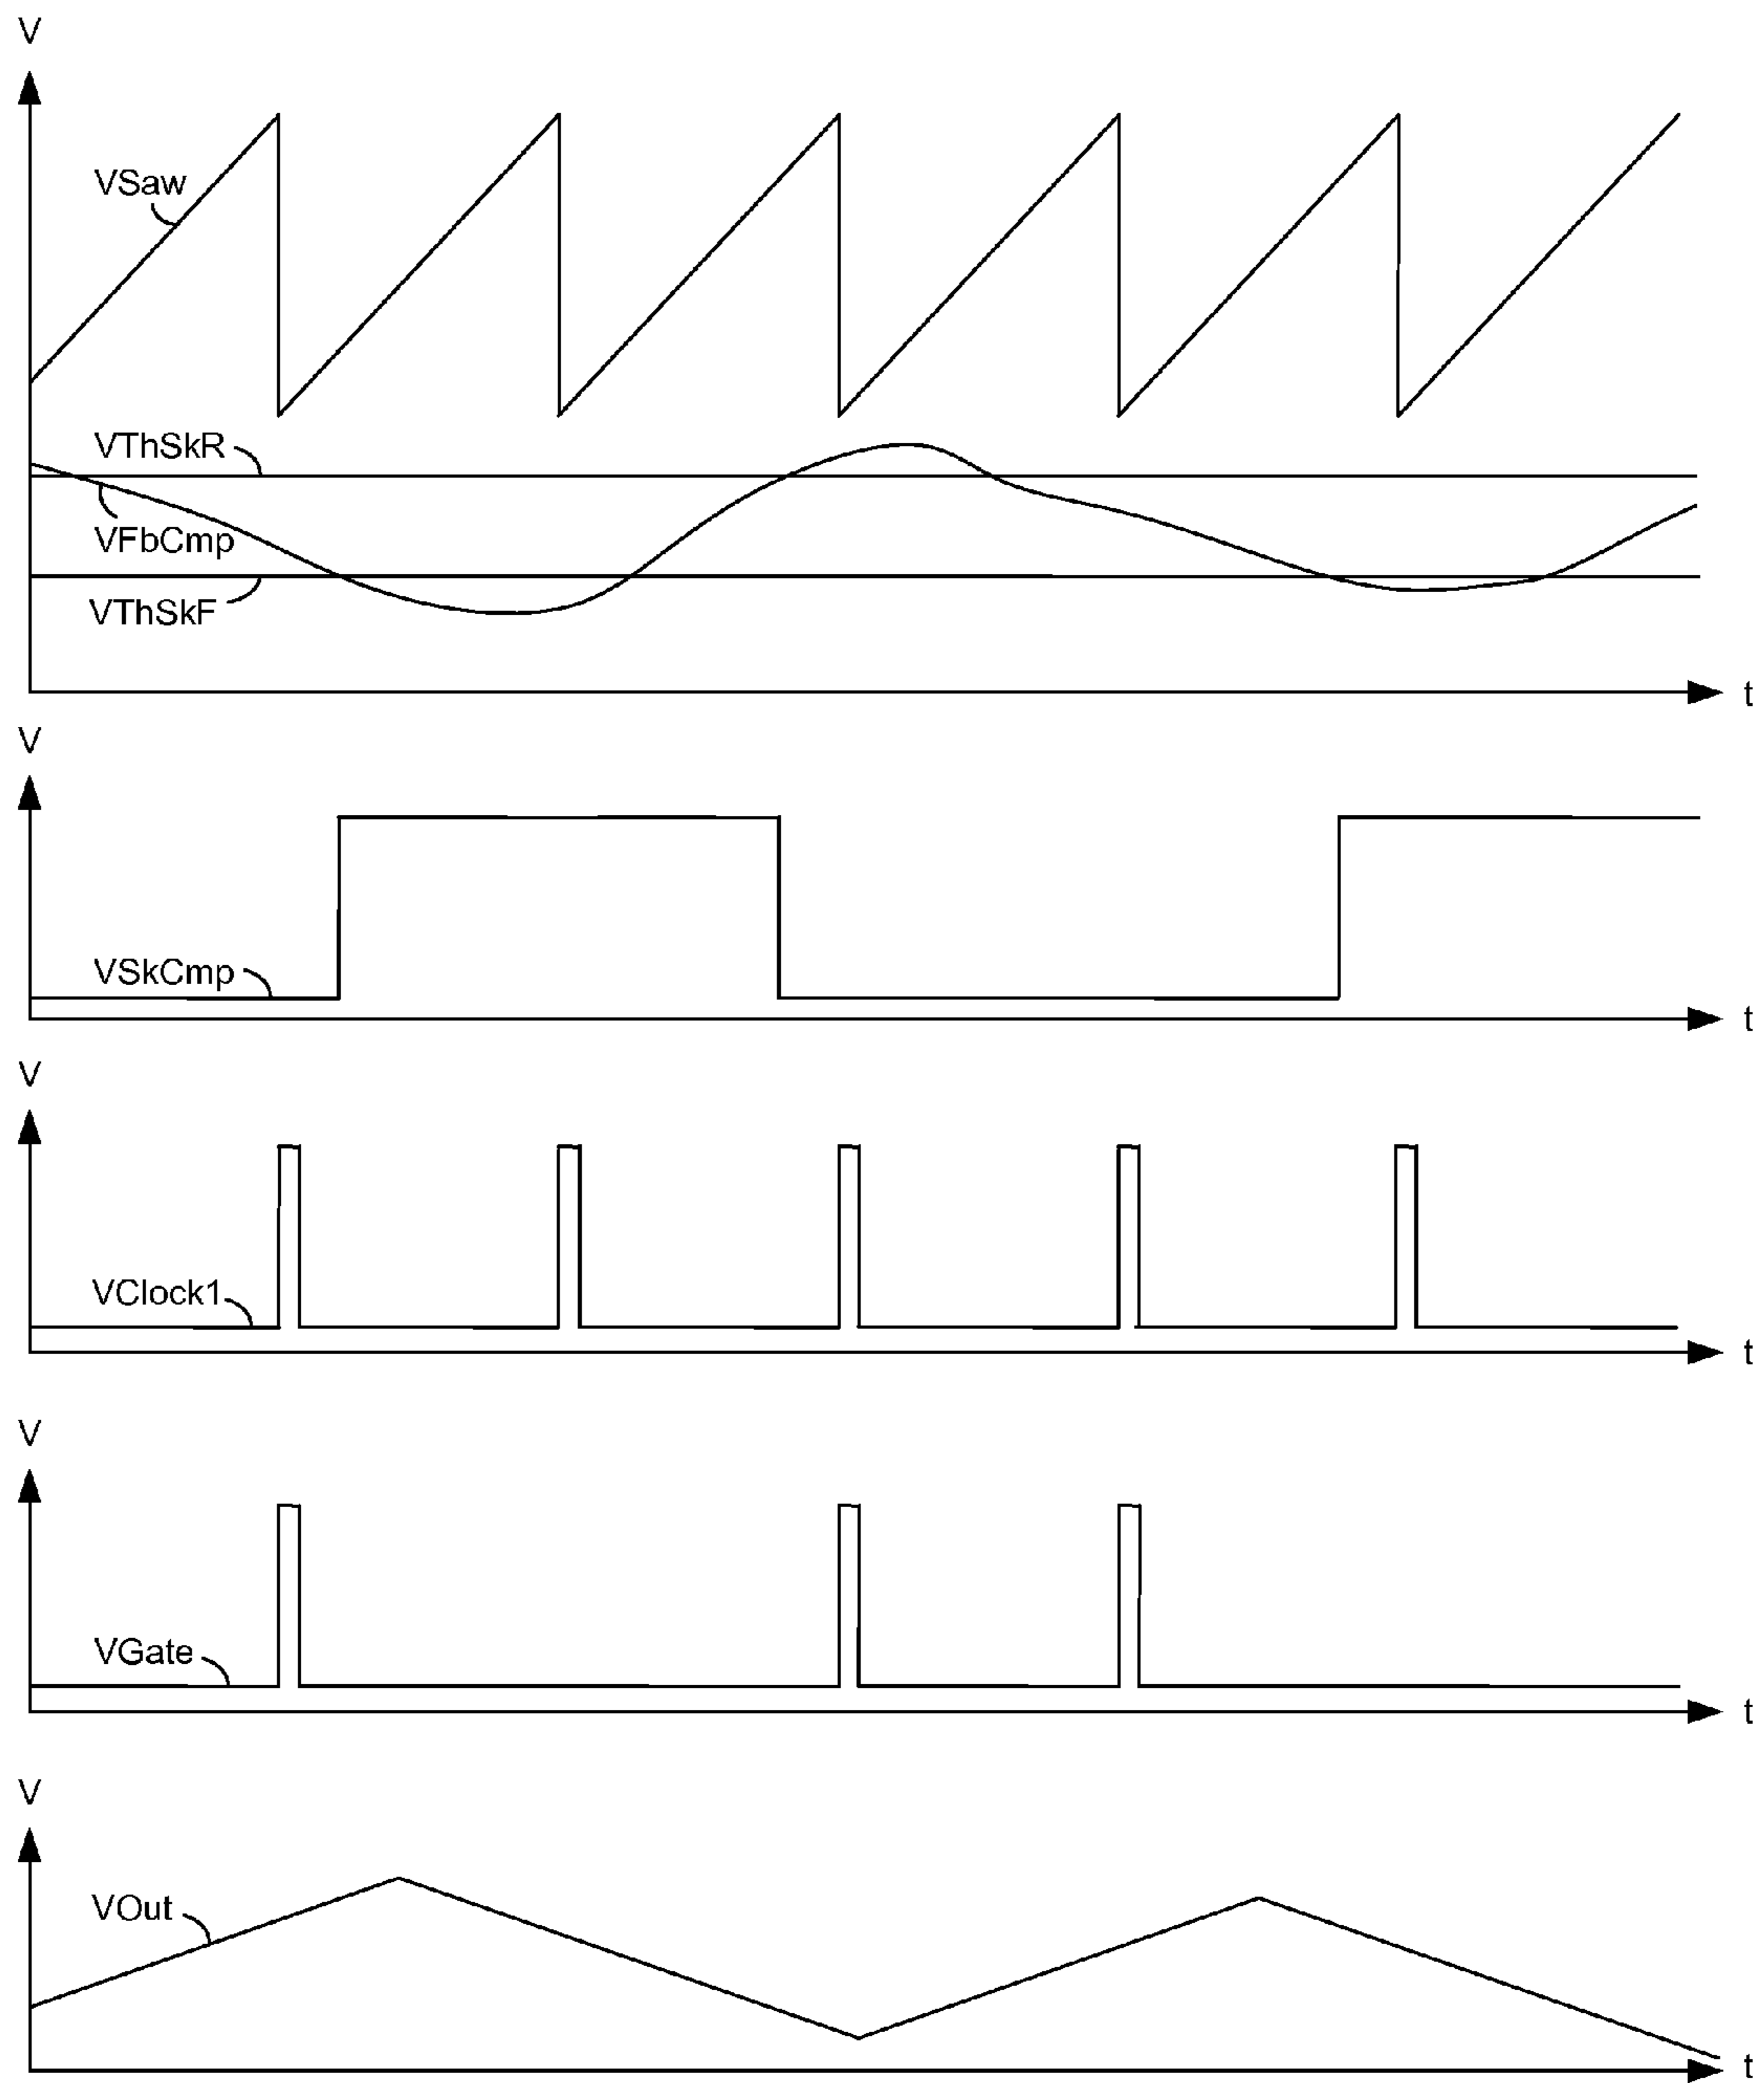 V
VSaw
VThSkR
VFbCmp
VThSkF
t
V
VSkCmp
t
V
VClock1
t
V
VGate
t
V
VOut
t